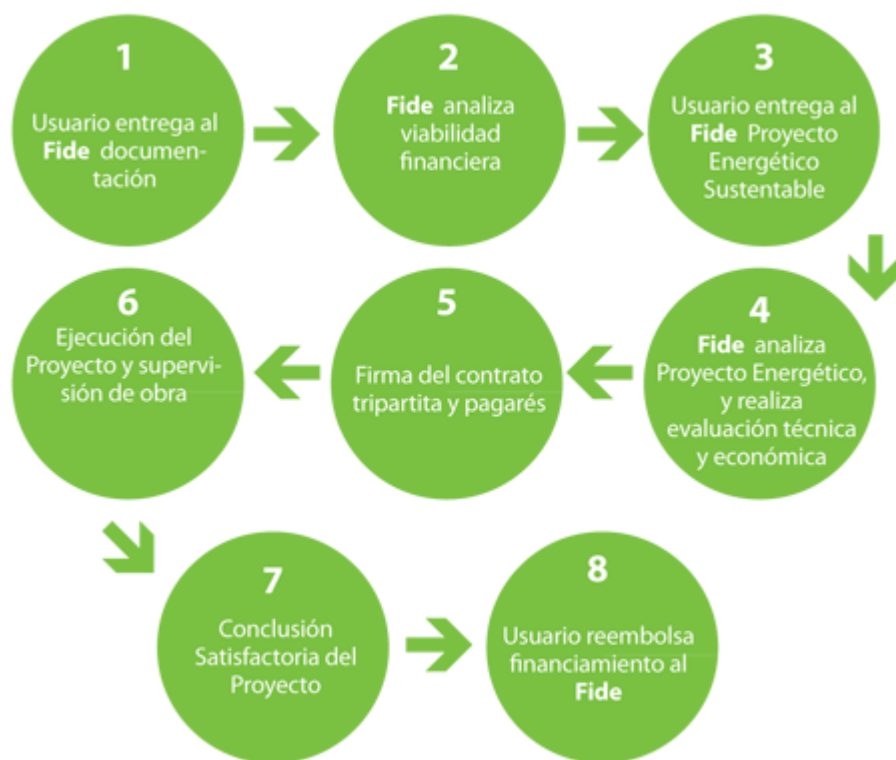 1
Usuario entrega al
Fide documen-
tación
2
Fide analiza
viabilidad
financiera
3
Usuario entrega al
Fide Proyecto
Energético
Sustentable
4
Fide analiza
Proyecto Energético,
y realiza
evaluación técnica
y económica
5
Firma del contrato
tripartita y pagarés
6
Ejecución del
Proyecto y supervi-
sión de obra
7
Conclusión
Satisfactoria del
Proyecto
8
Usuario reembolsa
financiamiento al
Fide